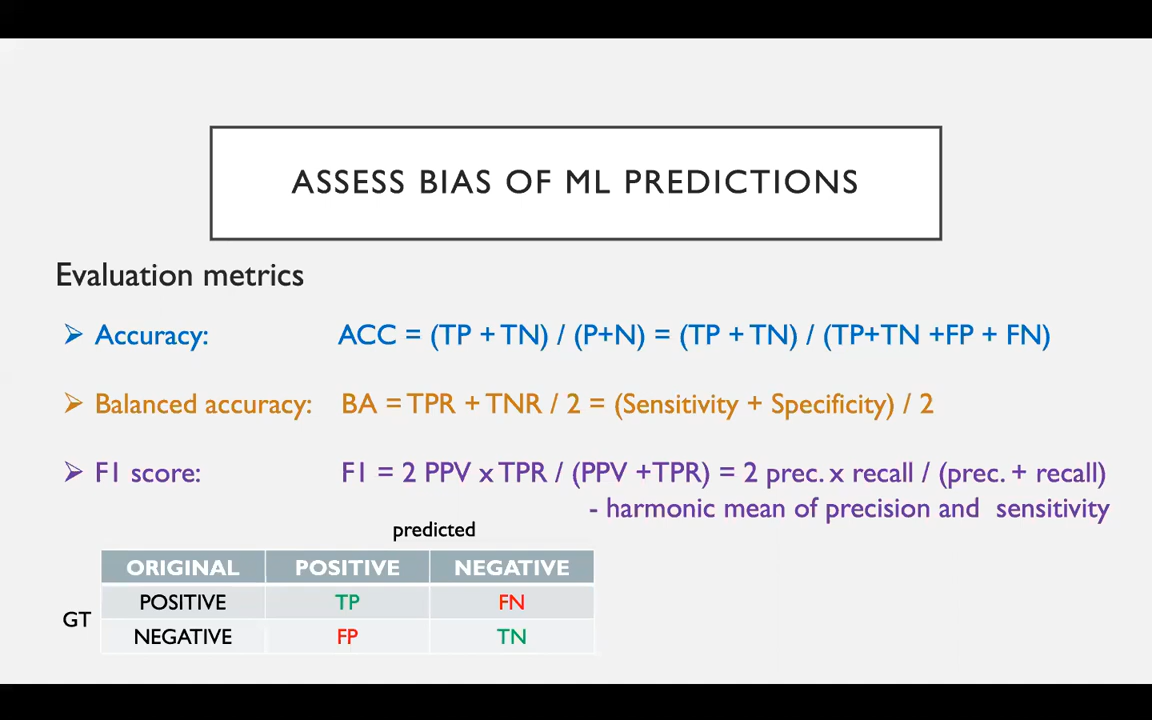 ASSESS BIAS OF ML PREDICTIONS
Evaluation metrics
➢ Accuracy: ACC = (TP + TN) / (P+N) = (TP + TN) / (TP+TN +FP + FN)
➢ Balanced accuracy: BA = TPR + TNR / 2 = (Sensitivity + Specificity) / 2
➢ F1 score: F1 = 2 PPV x TPR / (PPV +TPR) = 2 prec. x recall / (prec. + recall)
- harmonic mean of precision and sensitivity
predicted
ORIGINAL POSITIVE NEGATIVE
POSITIVE TP FN
GT
NEGATIVE FP TN